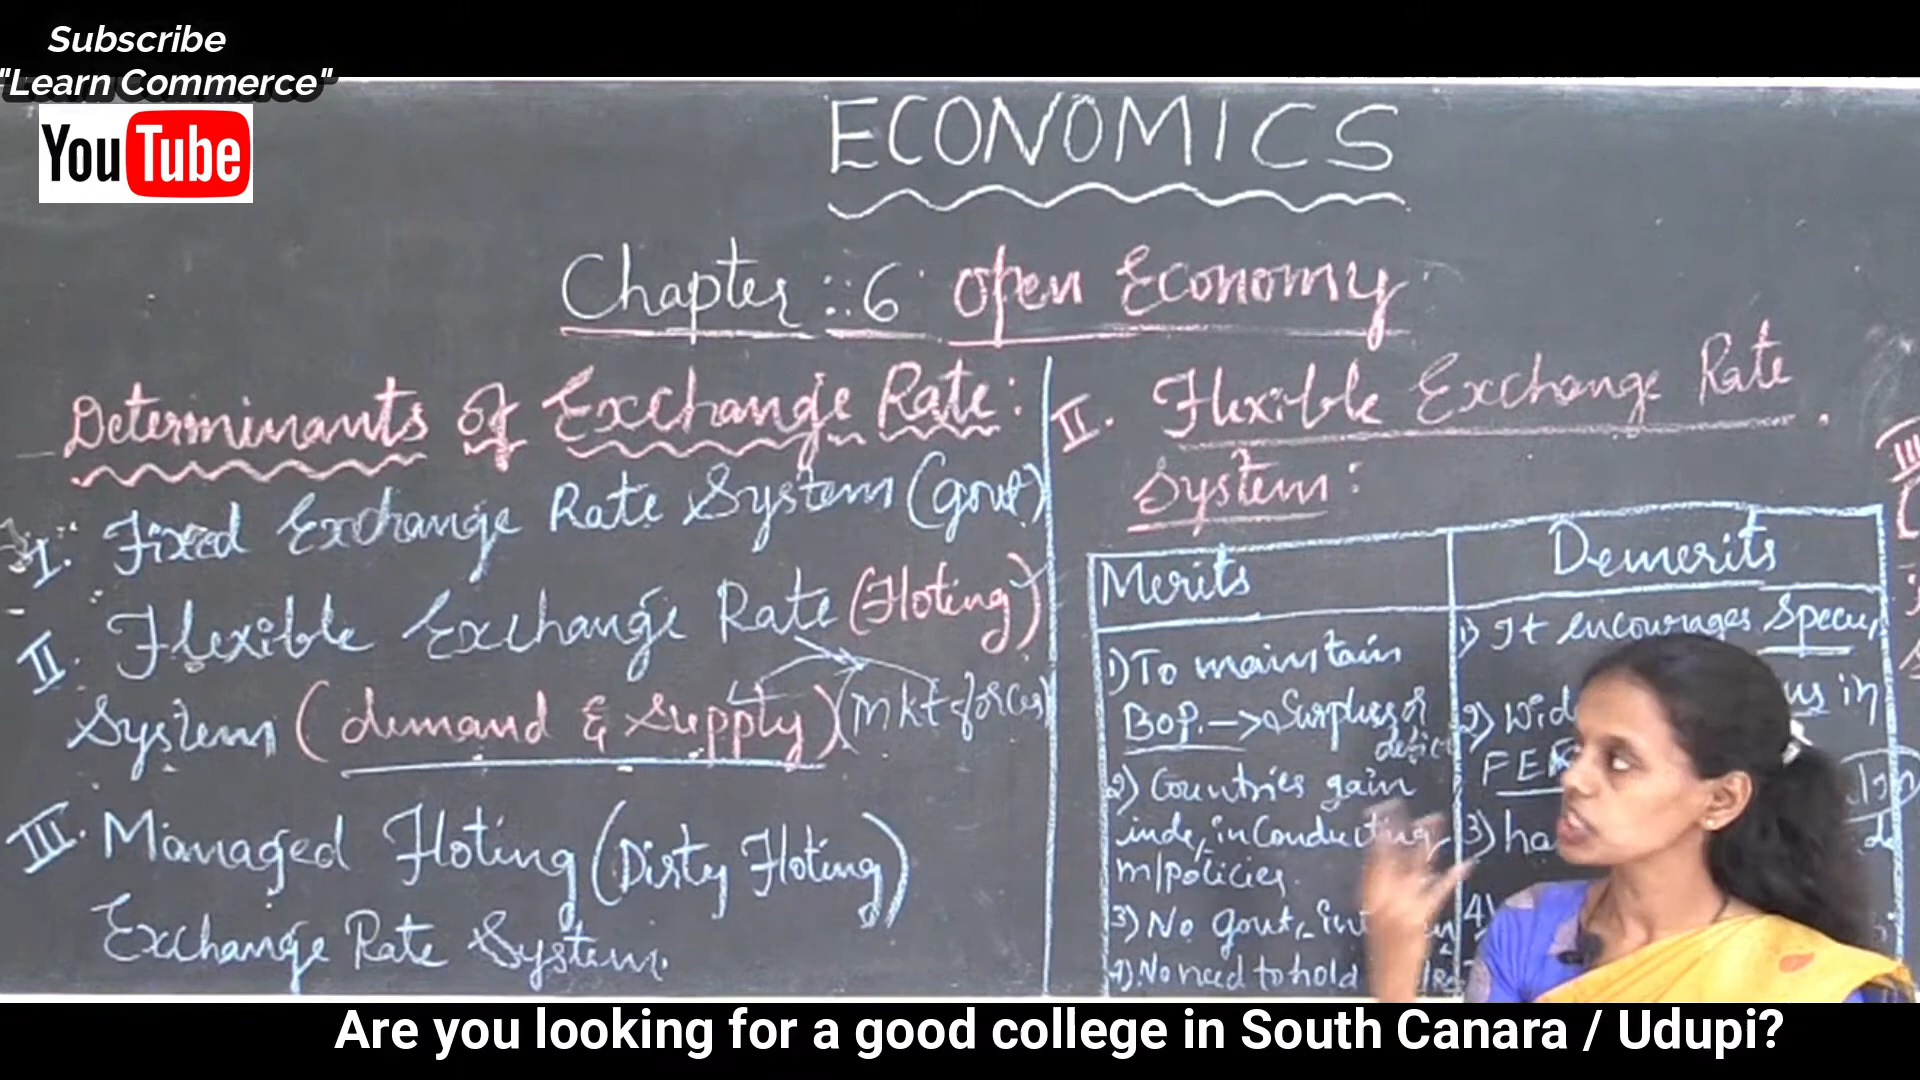 Subscribe
"Learn Commerce"
YouTube
ECONOMICS
Chapter ::6 Open Economy
Determinants of Exchange Rate:
I. Fixed Exchange Rate System (govt)
II. Flexible Exchange Rate (Floting)
System (demand & Supply) (mkt forces)
III. Managed Floting (Dirty Floting)
Exchange Rate System.
II. Flexible Exchange Rate
System:
Merits
1) To maintain
BOP. -> Surplus or
2) Countries gain
inde, in Conducting
m/policies.
3) No govt,
4). No need to hold
Demerits
1) It encourages Specu,
2) in
3)
4)
III
Are you looking for a good college in South Canara / Udupi?